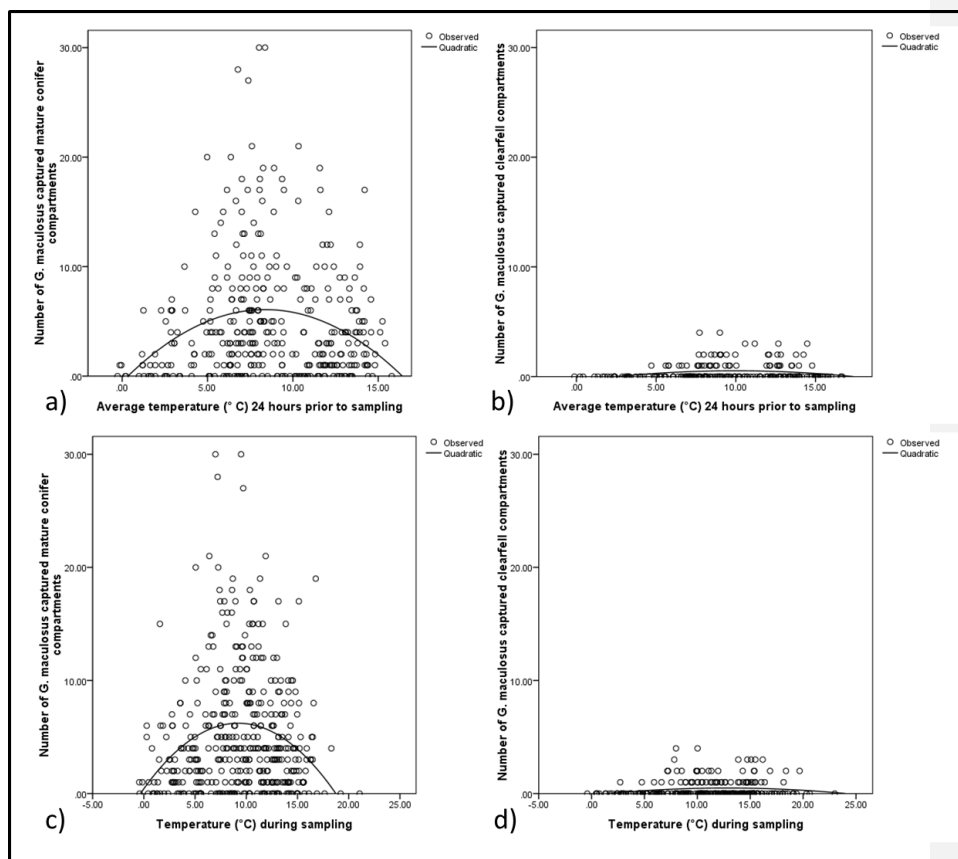 Number of G. maculosus captured mature conifer
compartments
30.00
20.00
10.00
.00
.00
5.00
10.00
15.00
Average temperature (° C) 24 hours prior to sampling
Observed
Quadratic
a)
Number of G. maculosus captured clearfell compartments
30.00
20.00
10.00
.00
.00
5.00
10.00
15.00
Average temperature (° C) 24 hours prior to sampling
Observed
Quadratic
b)
Number of G. maculosus captured mature conifer
compartments
30.00
20.00
10.00
.00
-5.00
.00
5.00
10.00
15.00
20.00
25.00
Temperature (°C) during sampling
Observed
Quadratic
c)
Number of G. maculosus captured clearfell compartments
30.00
20.00
10.00
.00
-5.00
.00
5.00
10.00
15.00
20.00
25.00
Temperature (°C) during sampling
Observed
Quadratic
d)